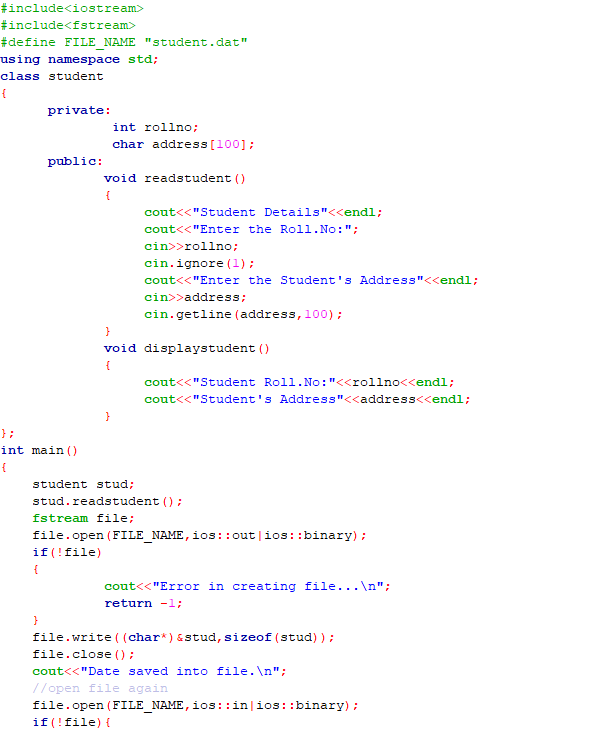 #include<iostream>
#include<fstream>
#define FILE_NAME "student.dat"
using namespace std;
class student
{
private:
int rollno;
char address[100];
public:
void readstudent()
{
cout<<"Student Details"<<endl;
cout<<"Enter the Roll.No:";
cin>>rollno;
cin.ignore(1);
cout<<"Enter the Student's Address"<<endl;
cin>>address;
cin.getline(address,100);
}
void displaystudent()
{
cout<<"Student Roll.No:"<<rollno<<endl;
cout<<"Student's Address"<<address<<endl;
}
};
int main()
{
student stud;
stud.readstudent();
fstream file;
file.open(FILE_NAME,ios::out|ios::binary);
if(!file)
{
cout<<"Error in creating file...\n";
return -1;
}
file.write((char*)&stud,sizeof(stud));
file.close();
cout<<"Date saved into file.\n";
//open file again
file.open(FILE_NAME,ios::in|ios::binary);
if(!file){